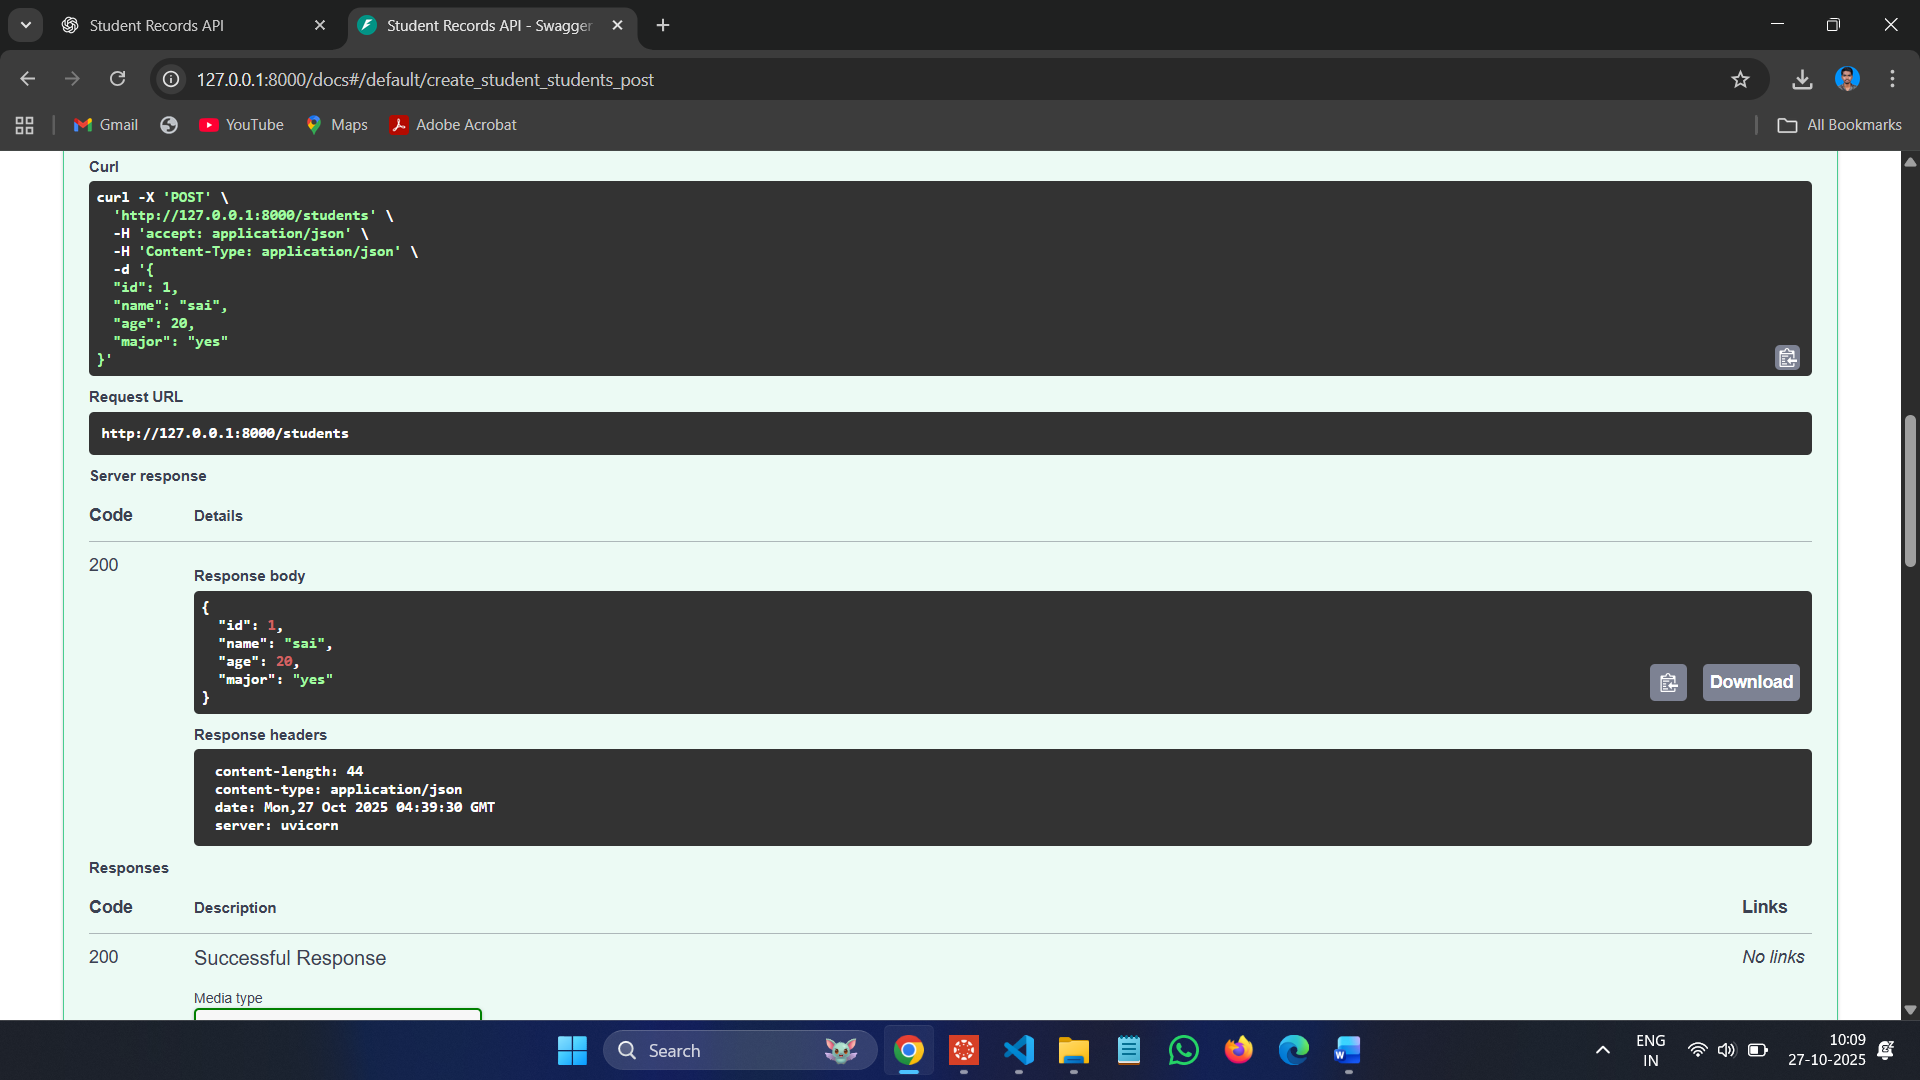 Student Records API
Student Records API - Swagger
127.0.0.1:8000/docs#/default/create_student_students_post
Gmail
YouTube
Maps
Adobe Acrobat
All Bookmarks
Curl
curl -X 'POST' \
  'http://127.0.0.1:8000/students' \
  -H 'accept: application/json' \
  -H 'Content-Type: application/json' \
  -d '{
  "id": 1,
  "name": "sai",
  "age": 20,
  "major": "yes"
}'
Request URL
http://127.0.0.1:8000/students
Server response
Code Details
200
Response body
{
  "id": 1,
  "name": "sai",
  "age": 20,
  "major": "yes"
}
Download
Response headers
content-length: 44
content-type: application/json
date: Mon,27 Oct 2025 04:39:30 GMT
server: uvicorn
Responses
Code Description Links
200 Successful Response No links
Media type
Search
ENG
IN
10:09
27-10-2025